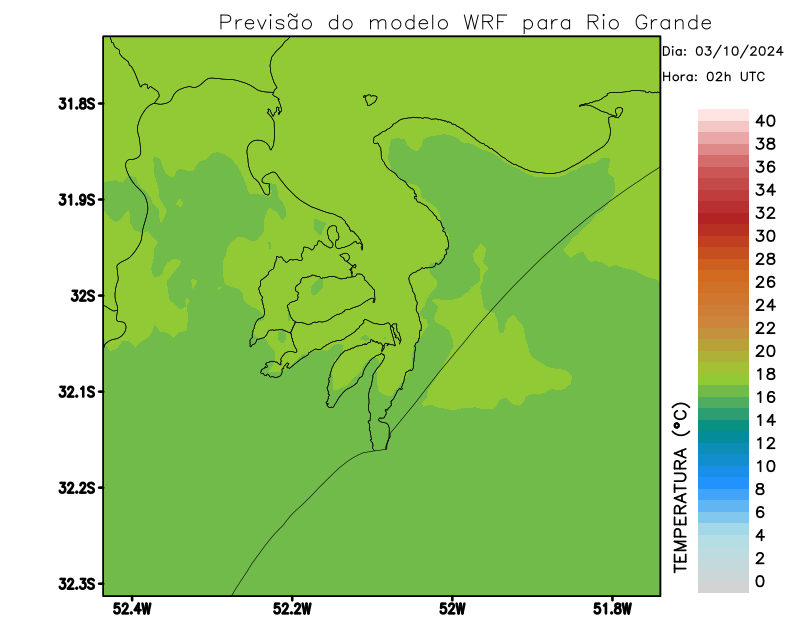 Previsão do modelo WRF para Rio Grande
Dia: 03/10/2024
Hora: 02h UTC
31.8S
31.9S
32S
32.1S
32.2S
32.3S
52.4W
52.2W
52W
51.8W
TEMPERATURA (°C)
40
38
36
34
32
30
28
26
24
22
20
18
16
14
12
10
8
6
4
2
0